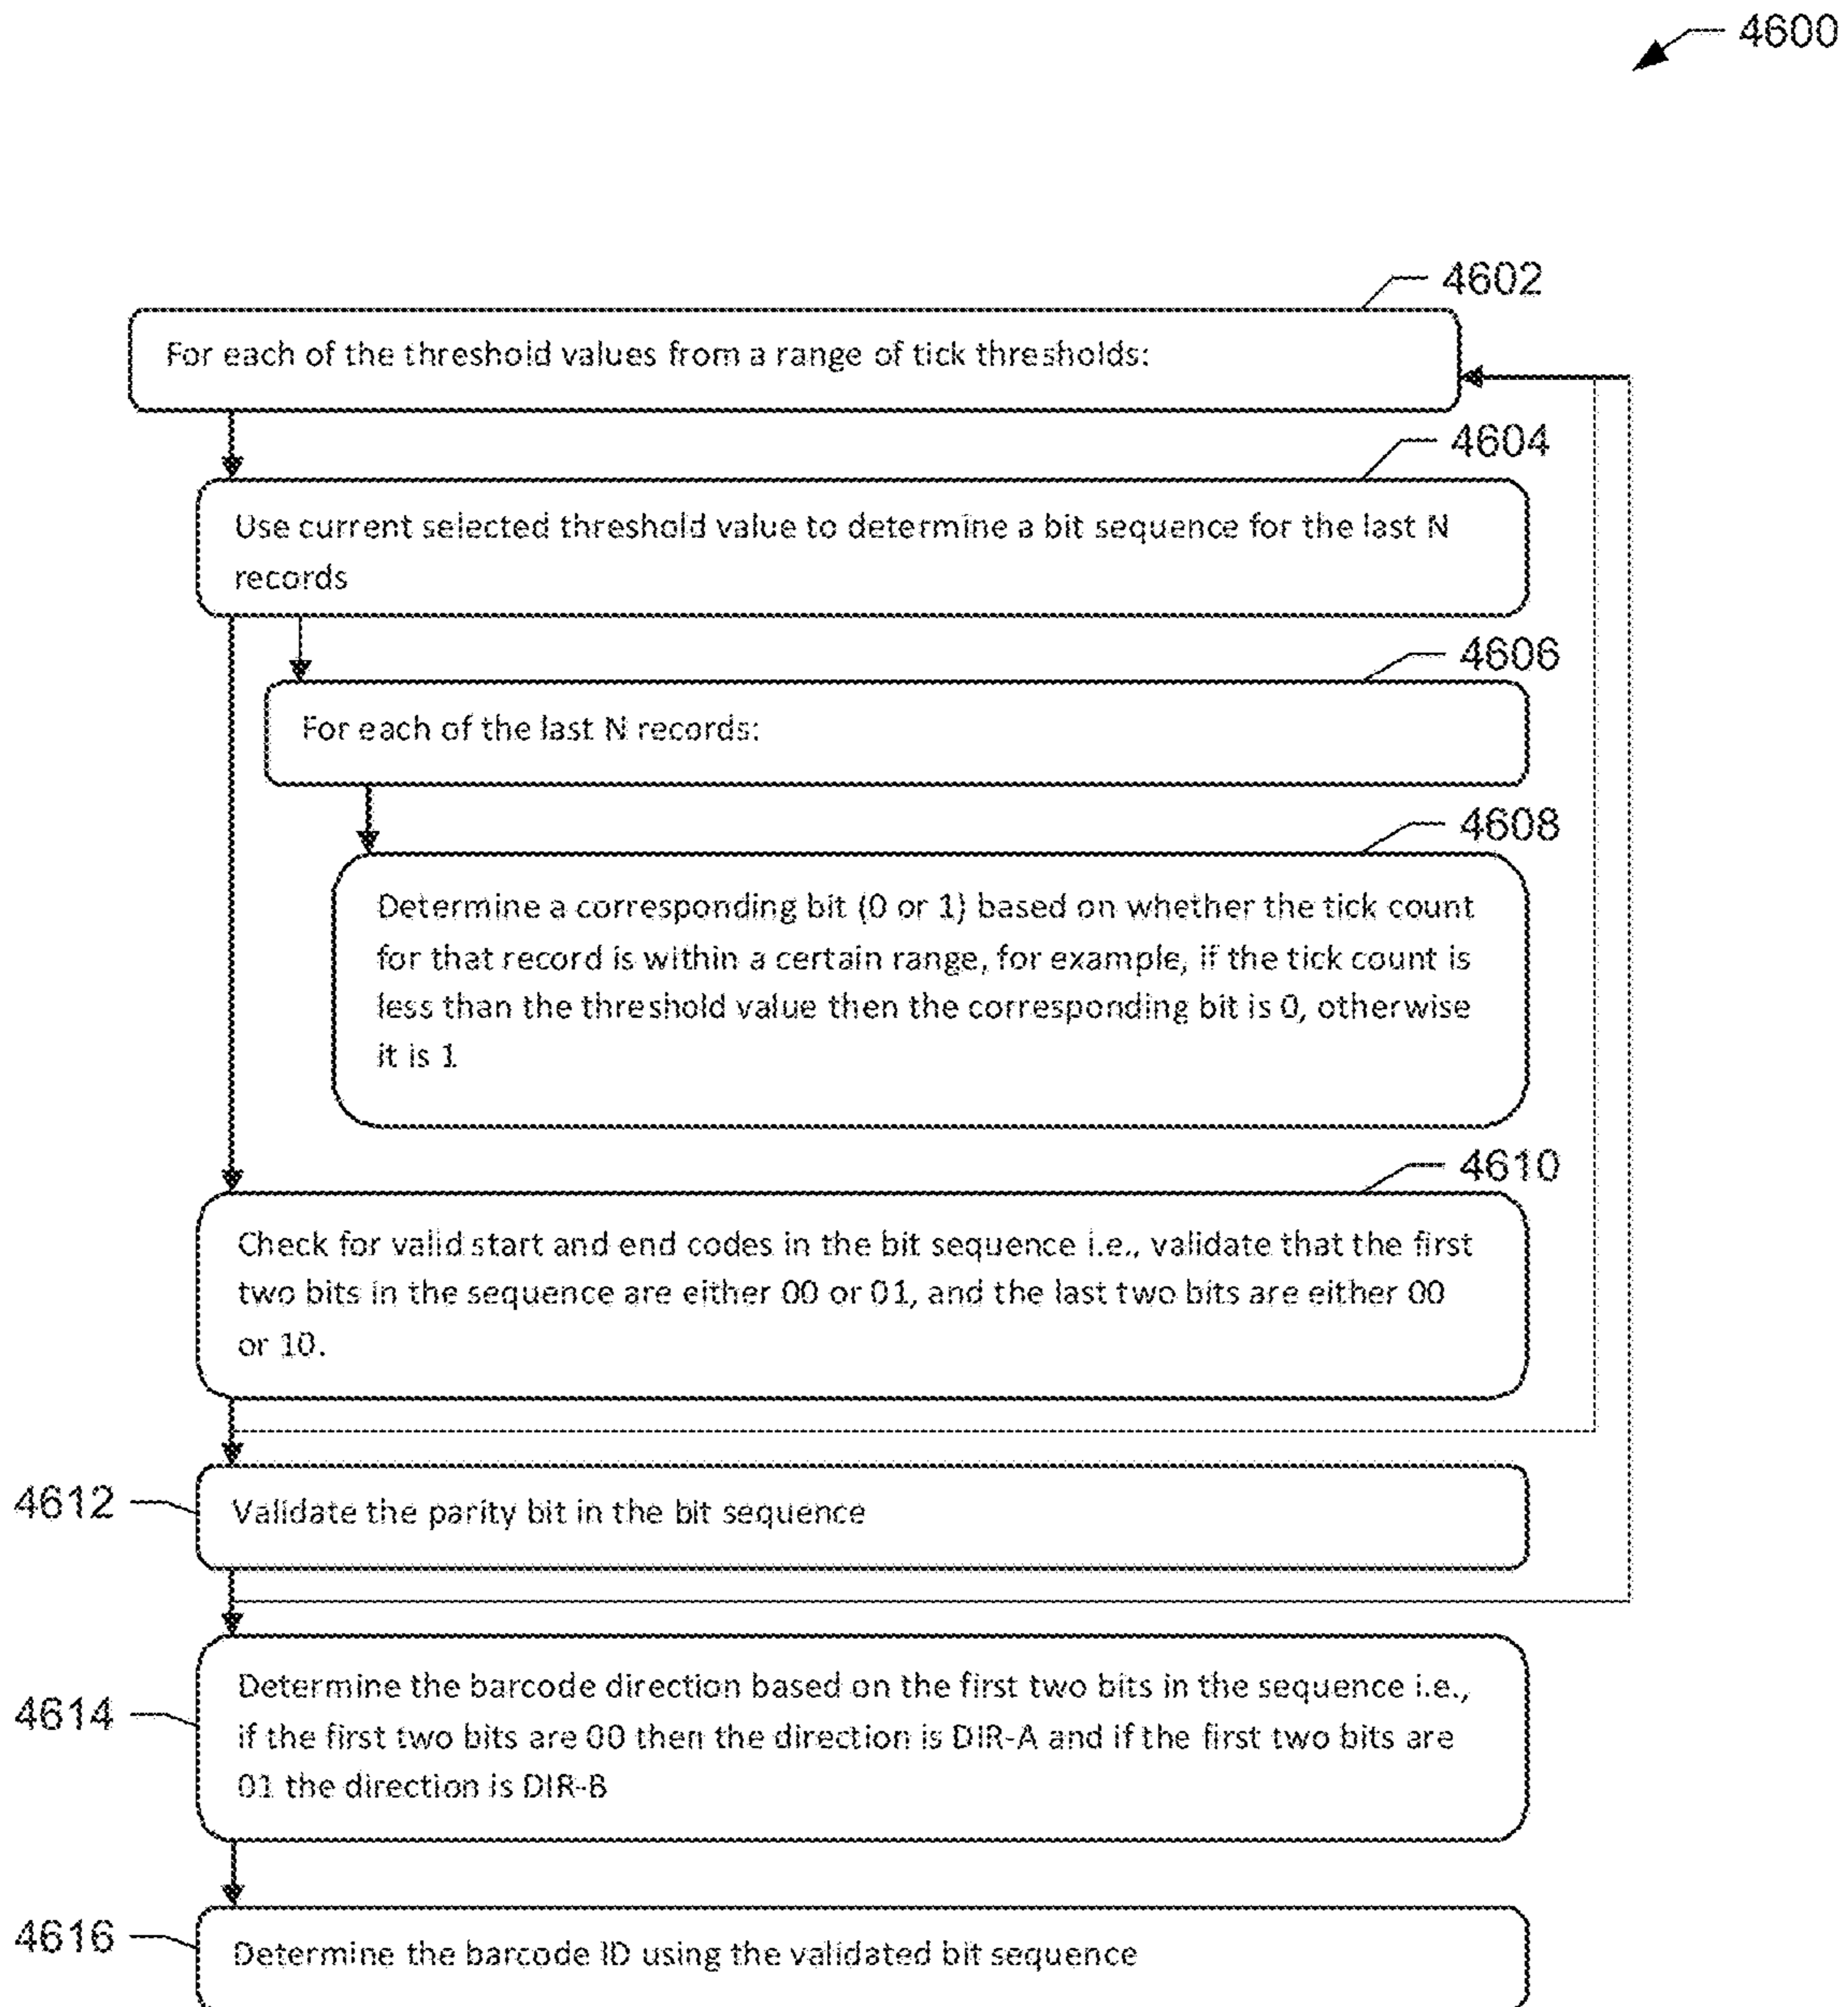 4600
4602
For each of the threshold values from a range of tick thresholds:
4604
Use current selected threshold value to determine a bit sequence for the last N
records
4606
For each of the last N records:
4608
Determine a corresponding bit (0 or 1) based on whether the tick count
for that record is within a certain range, for example, if the tick count is
less than the threshold value then the corresponding bit is 0, otherwise
it is 1
4610
Check for valid start and end codes in the bit sequence i.e., validate that the first
two bits in the sequence are either 00 or 01, and the last two bits are either 00
or 10.
4612
Validate the parity bit in the bit sequence
4614
Determine the barcode direction based on the first two bits in the sequence i.e.,
if the first two bits are 00 then the direction is DIR-A and if the first two bits are
01 the direction is DIR-B
4616
Determine the barcode ID using the validated bit sequence